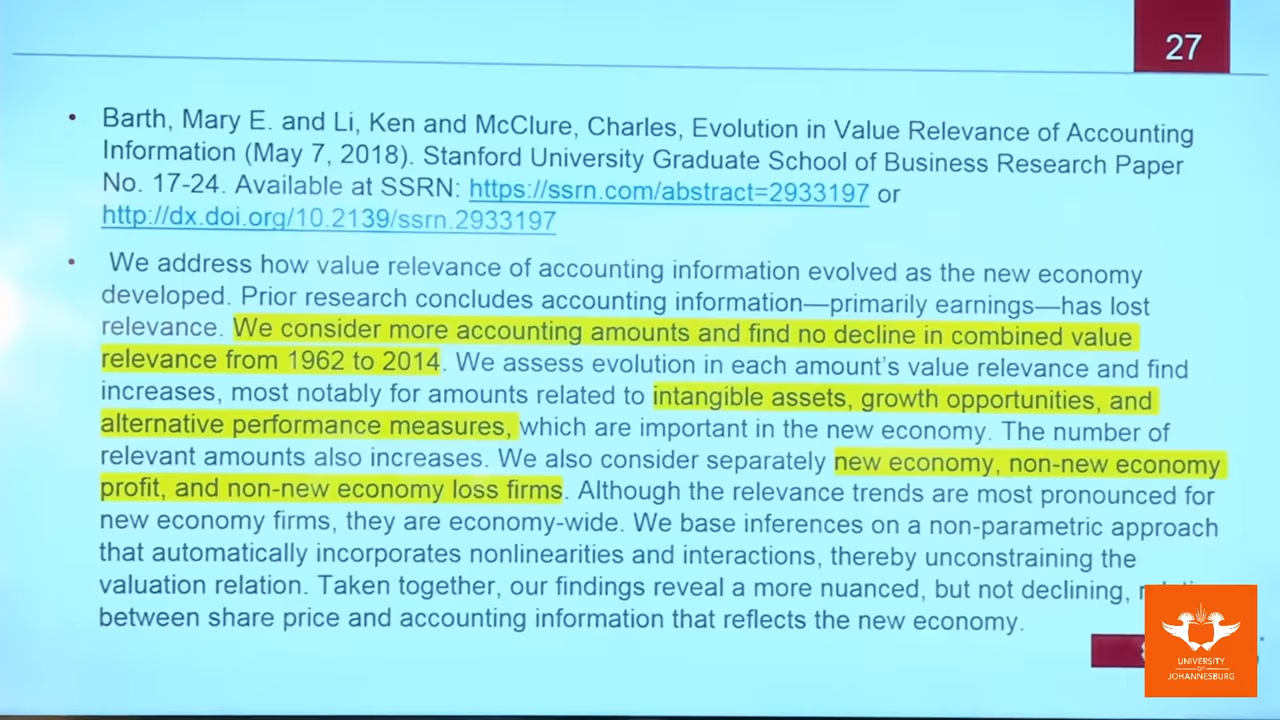 27
• Barth, Mary E. and Li, Ken and McClure, Charles, Evolution in Value Relevance of Accounting
Information (May 7, 2018). Stanford University Graduate School of Business Research Paper
No. 17-24. Available at SSRN: https://ssrn.com/abstract=2933197 or
http://dx.doi.org/10.2139/ssrn.2933197
• We address how value relevance of accounting information evolved as the new economy
developed. Prior research concludes accounting information—primarily earnings—has lost
relevance. We consider more accounting amounts and find no decline in combined value
relevance from 1962 to 2014. We assess evolution in each amount's value relevance and find
increases, most notably for amounts related to intangible assets, growth opportunities, and
alternative performance measures, which are important in the new economy. The number of
relevant amounts also increases. We also consider separately new economy, non-new economy
profit, and non-new economy loss firms. Although the relevance trends are most pronounced for
new economy firms, they are economy-wide. We base inferences on a non-parametric approach
that automatically incorporates nonlinearities and interactions, thereby unconstraining the
valuation relation. Taken together, our findings reveal a more nuanced, but not declining,
between share price and accounting information that reflects the new economy.
UNIVERSITY
OF
JOHANNESBURG